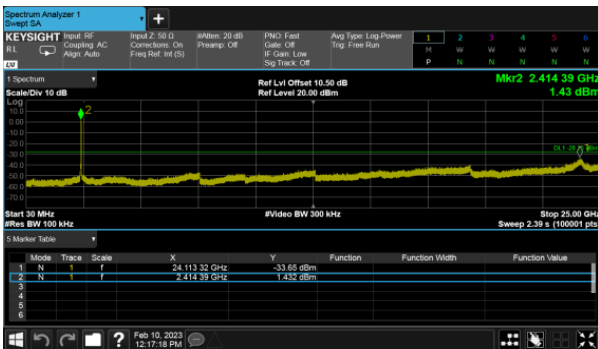 Spectrum Analyzer 1
Swept SA
+
KEYSIGHT Input: RF Input Z: 50 Ω #Atten: 20 dB PNO: Fast Avg Type: Log-Power 1 2 3 4 5 6
RL Coupling: AC Corrections: On Preamp: Off Gate: Off Trig: Free Run M W W W W W
Align: Auto Freq Ref: Int (S) IF Gain: Low P N N N N N
LXI Sig Track: Off
1 Spectrum Ref Lvl Offset 10.50 dB Mkr2 2.414 39 GHz
Scale/Div 10 dB Ref Level 20.00 dBm 1.43 dBm
Log
10.0
0.00
-10.0
-20.0
-30.0
-40.0
-50.0
-60.0
-70.0
2
Start 30 MHz #Video BW 300 kHz Stop 25.00 GHz
#Res BW 100 kHz Sweep 2.39 s (100001 pts)
5 Marker Table
Mode Trace Scale X Y Function Function Width Function Value
1 N 1 f 24.113 32 GHz -33.65 dBm
2 N 1 f 2.414 39 GHz 1.432 dBm
3
4
5
6
? Feb 10, 2023
12:17:18 PM